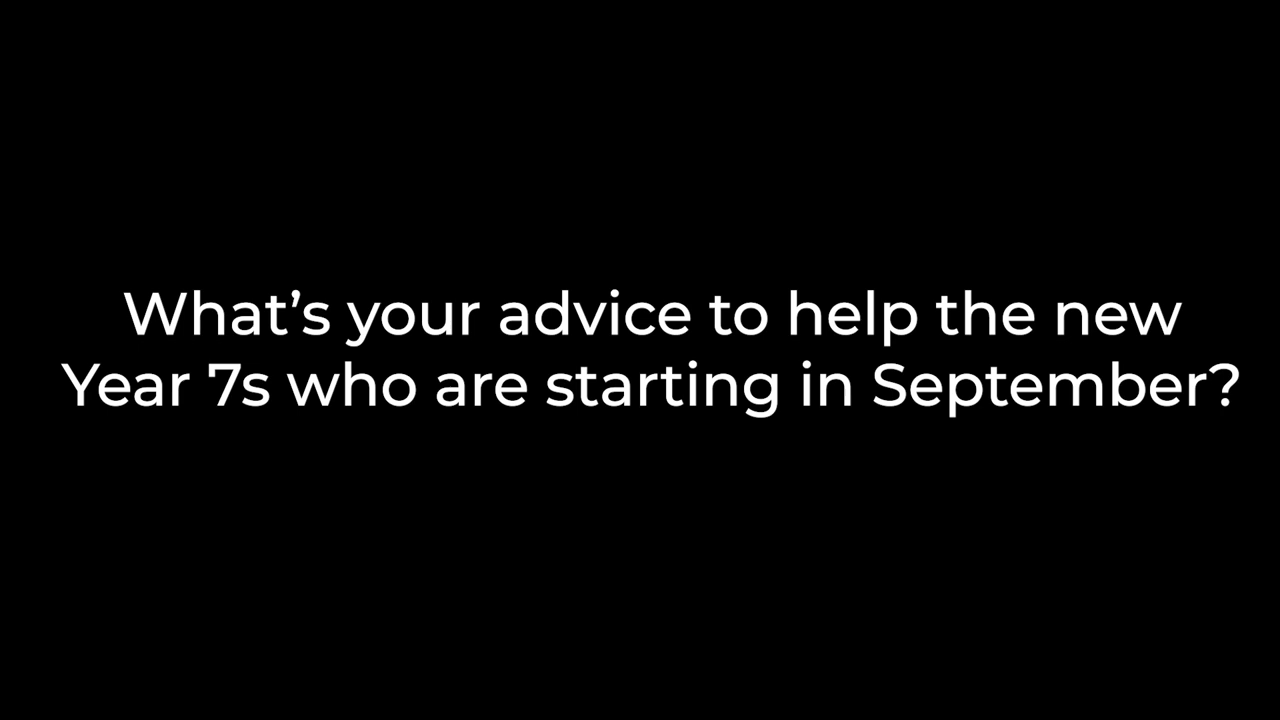 What’s your advice to help the new
Year 7s who are starting in September?